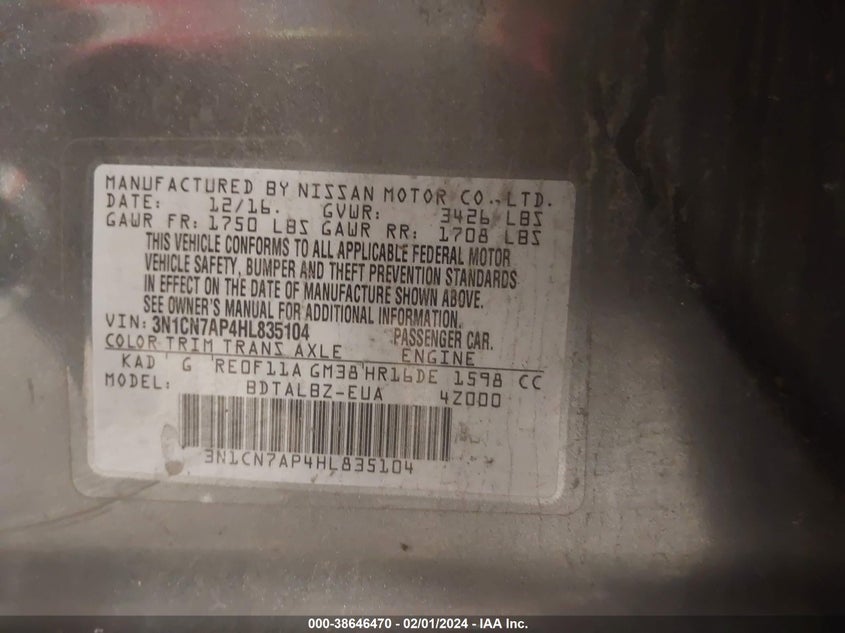 MANUFACTURED BY NISSAN MOTOR CO., LTD.
DATE: 12/16. GVWR: 3426 LBS
GAWR FR: 1750 LBS GAWR RR: 1708 LBS
THIS VEHICLE CONFORMS TO ALL APPLICABLE FEDERAL MOTOR
VEHICLE SAFETY, BUMPER AND THEFT PREVENTION STANDARDS
IN EFFECT ON THE DATE OF MANUFACTURE SHOWN ABOVE.
SEE OWNER'S MANUAL FOR ADDITIONAL INFORMATION.
VIN: 3N1CN7AP4HL835104 PASSENGER CAR.
COLOR TRIM TRANS AXLE ENGINE
KAD G RE0F11A GM38 HR16DE 1598 CC
MODEL: BDTALBZ-EUA 4Z000
3N1CN7AP4HL835104
000-38646470 - 02/01/2024 - IAA Inc.